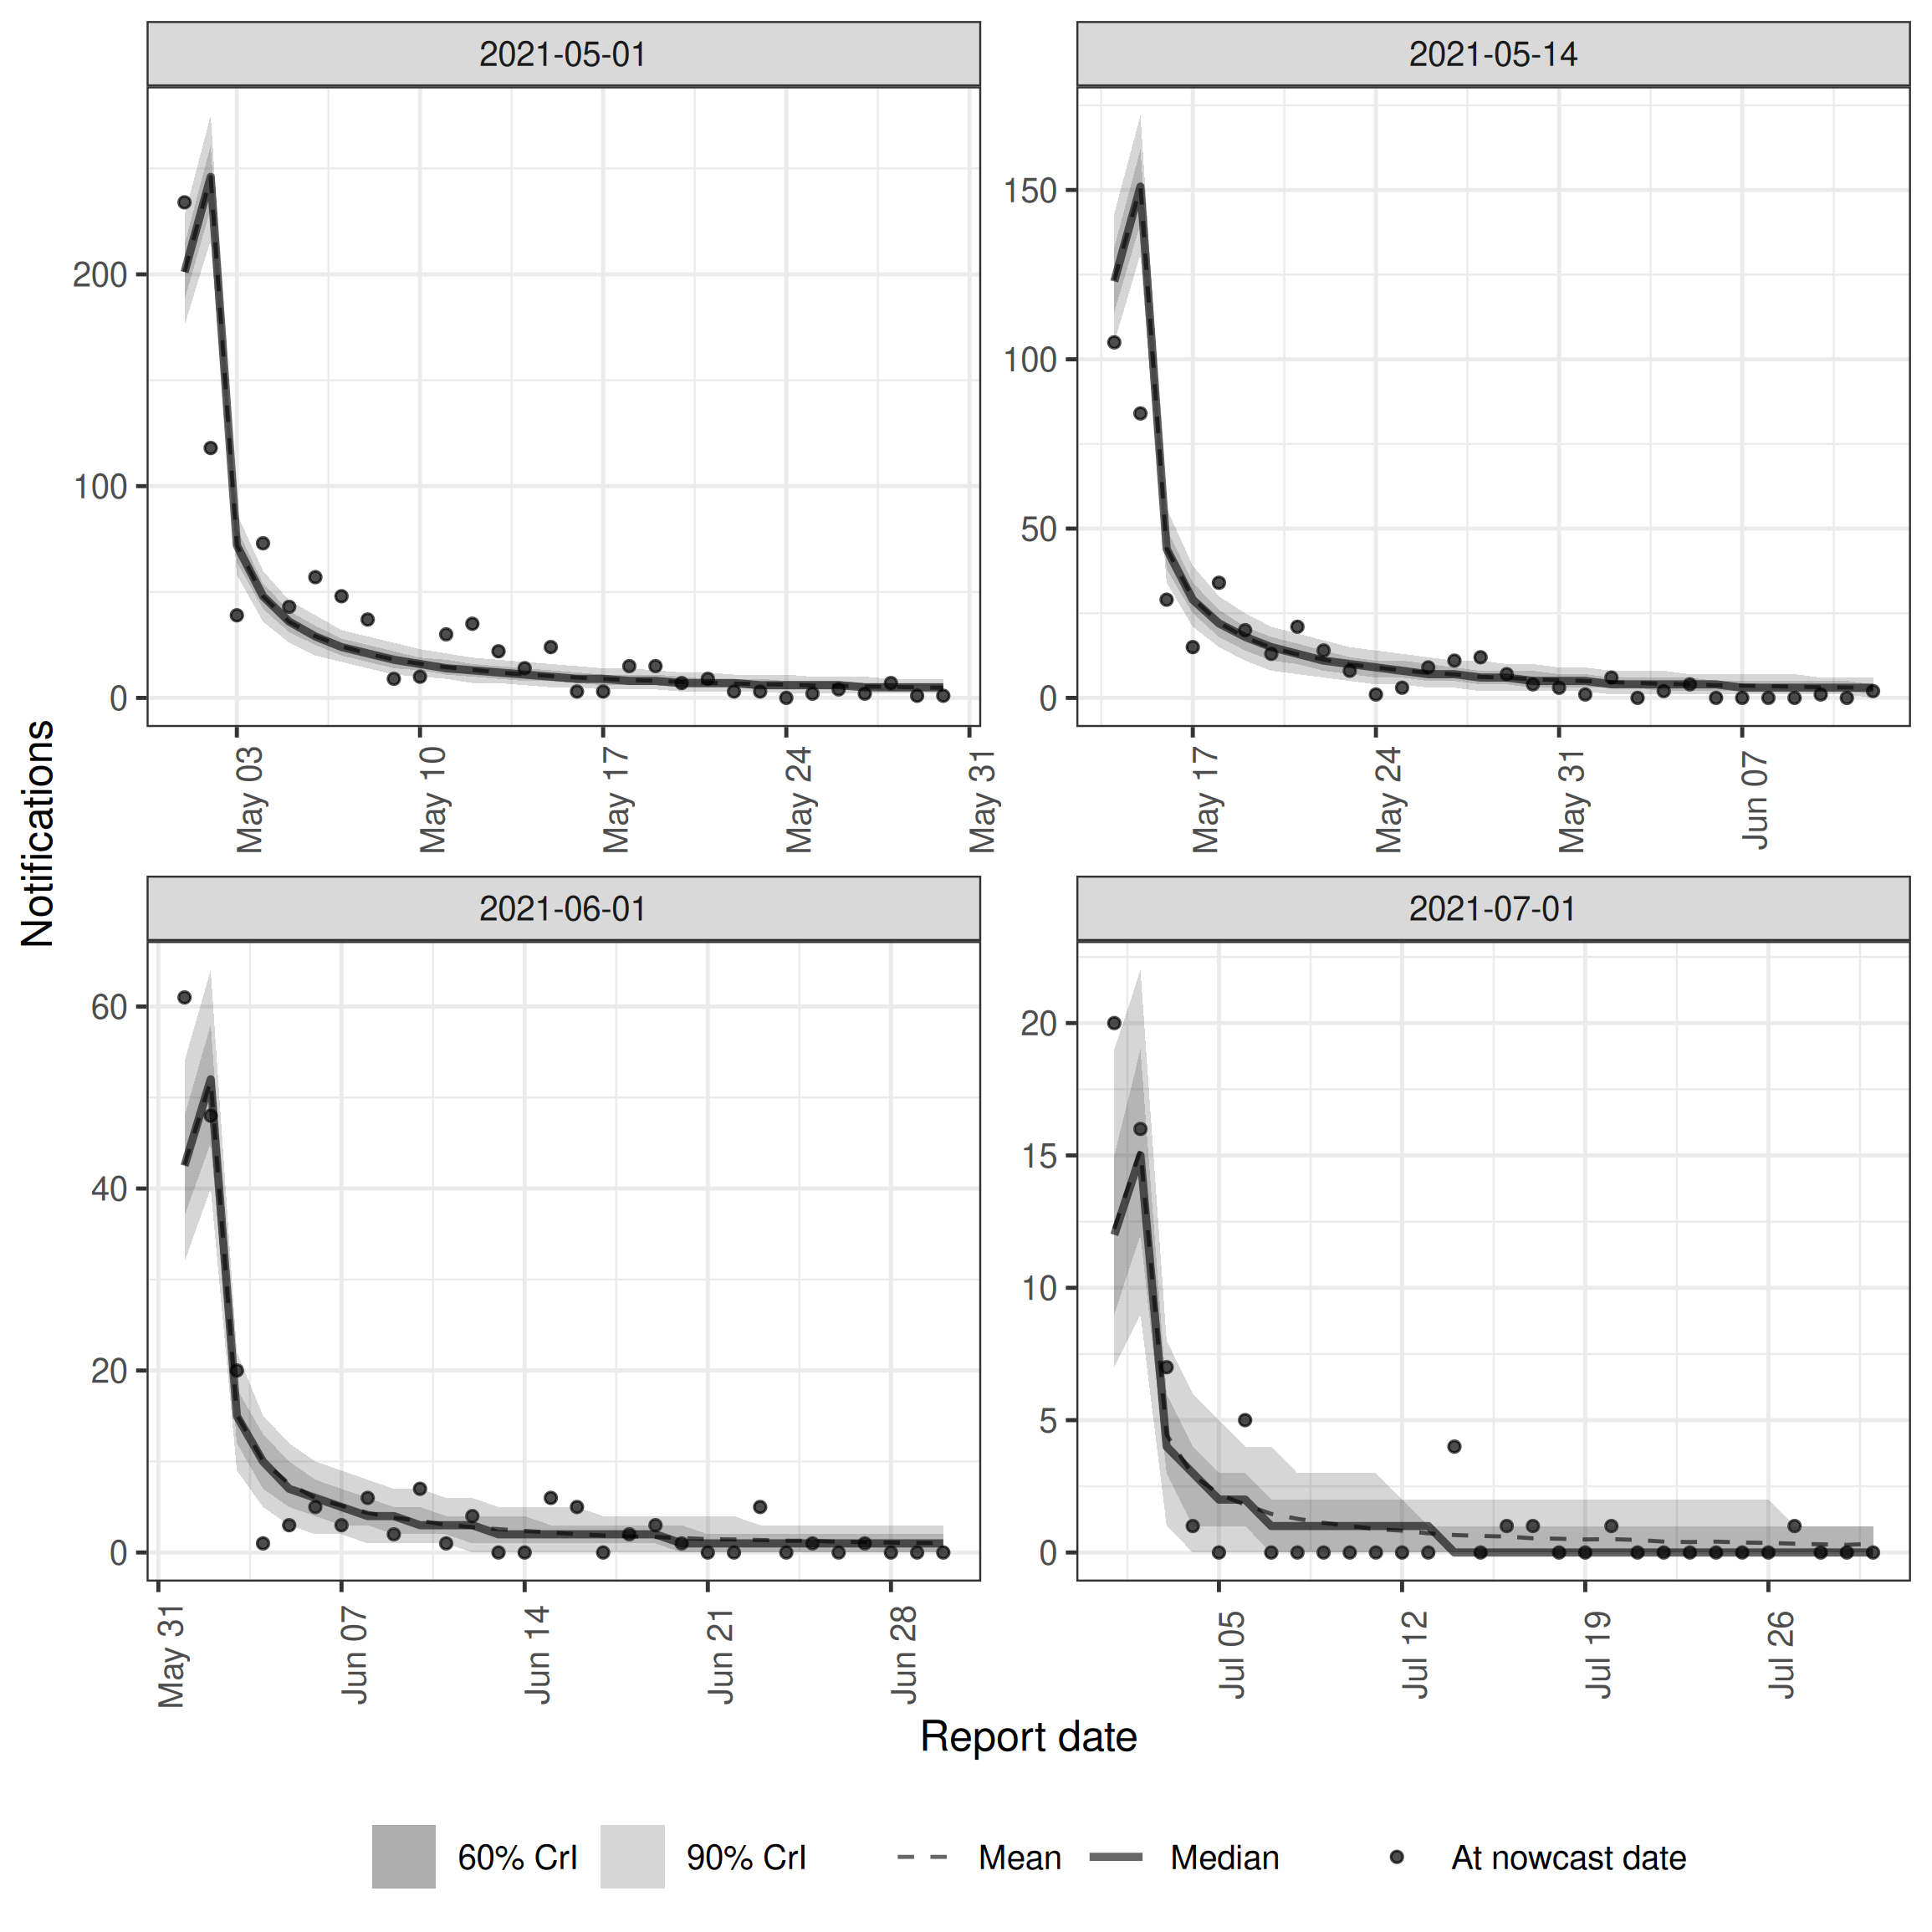 2021-05-01
2021-05-14
200
100
0
150
100
50
0
May 03
May 10
May 17
May 24
May 31
May 17
May 24
May 31
Jun 07
Notifications
2021-06-01
2021-07-01
60
40
20
0
20
15
10
5
0
May 31
Jun 07
Jun 14
Jun 21
Jun 28
Jul 05
Jul 12
Jul 19
Jul 26
Report date
60% CrI 90% CrI Mean Median At nowcast date